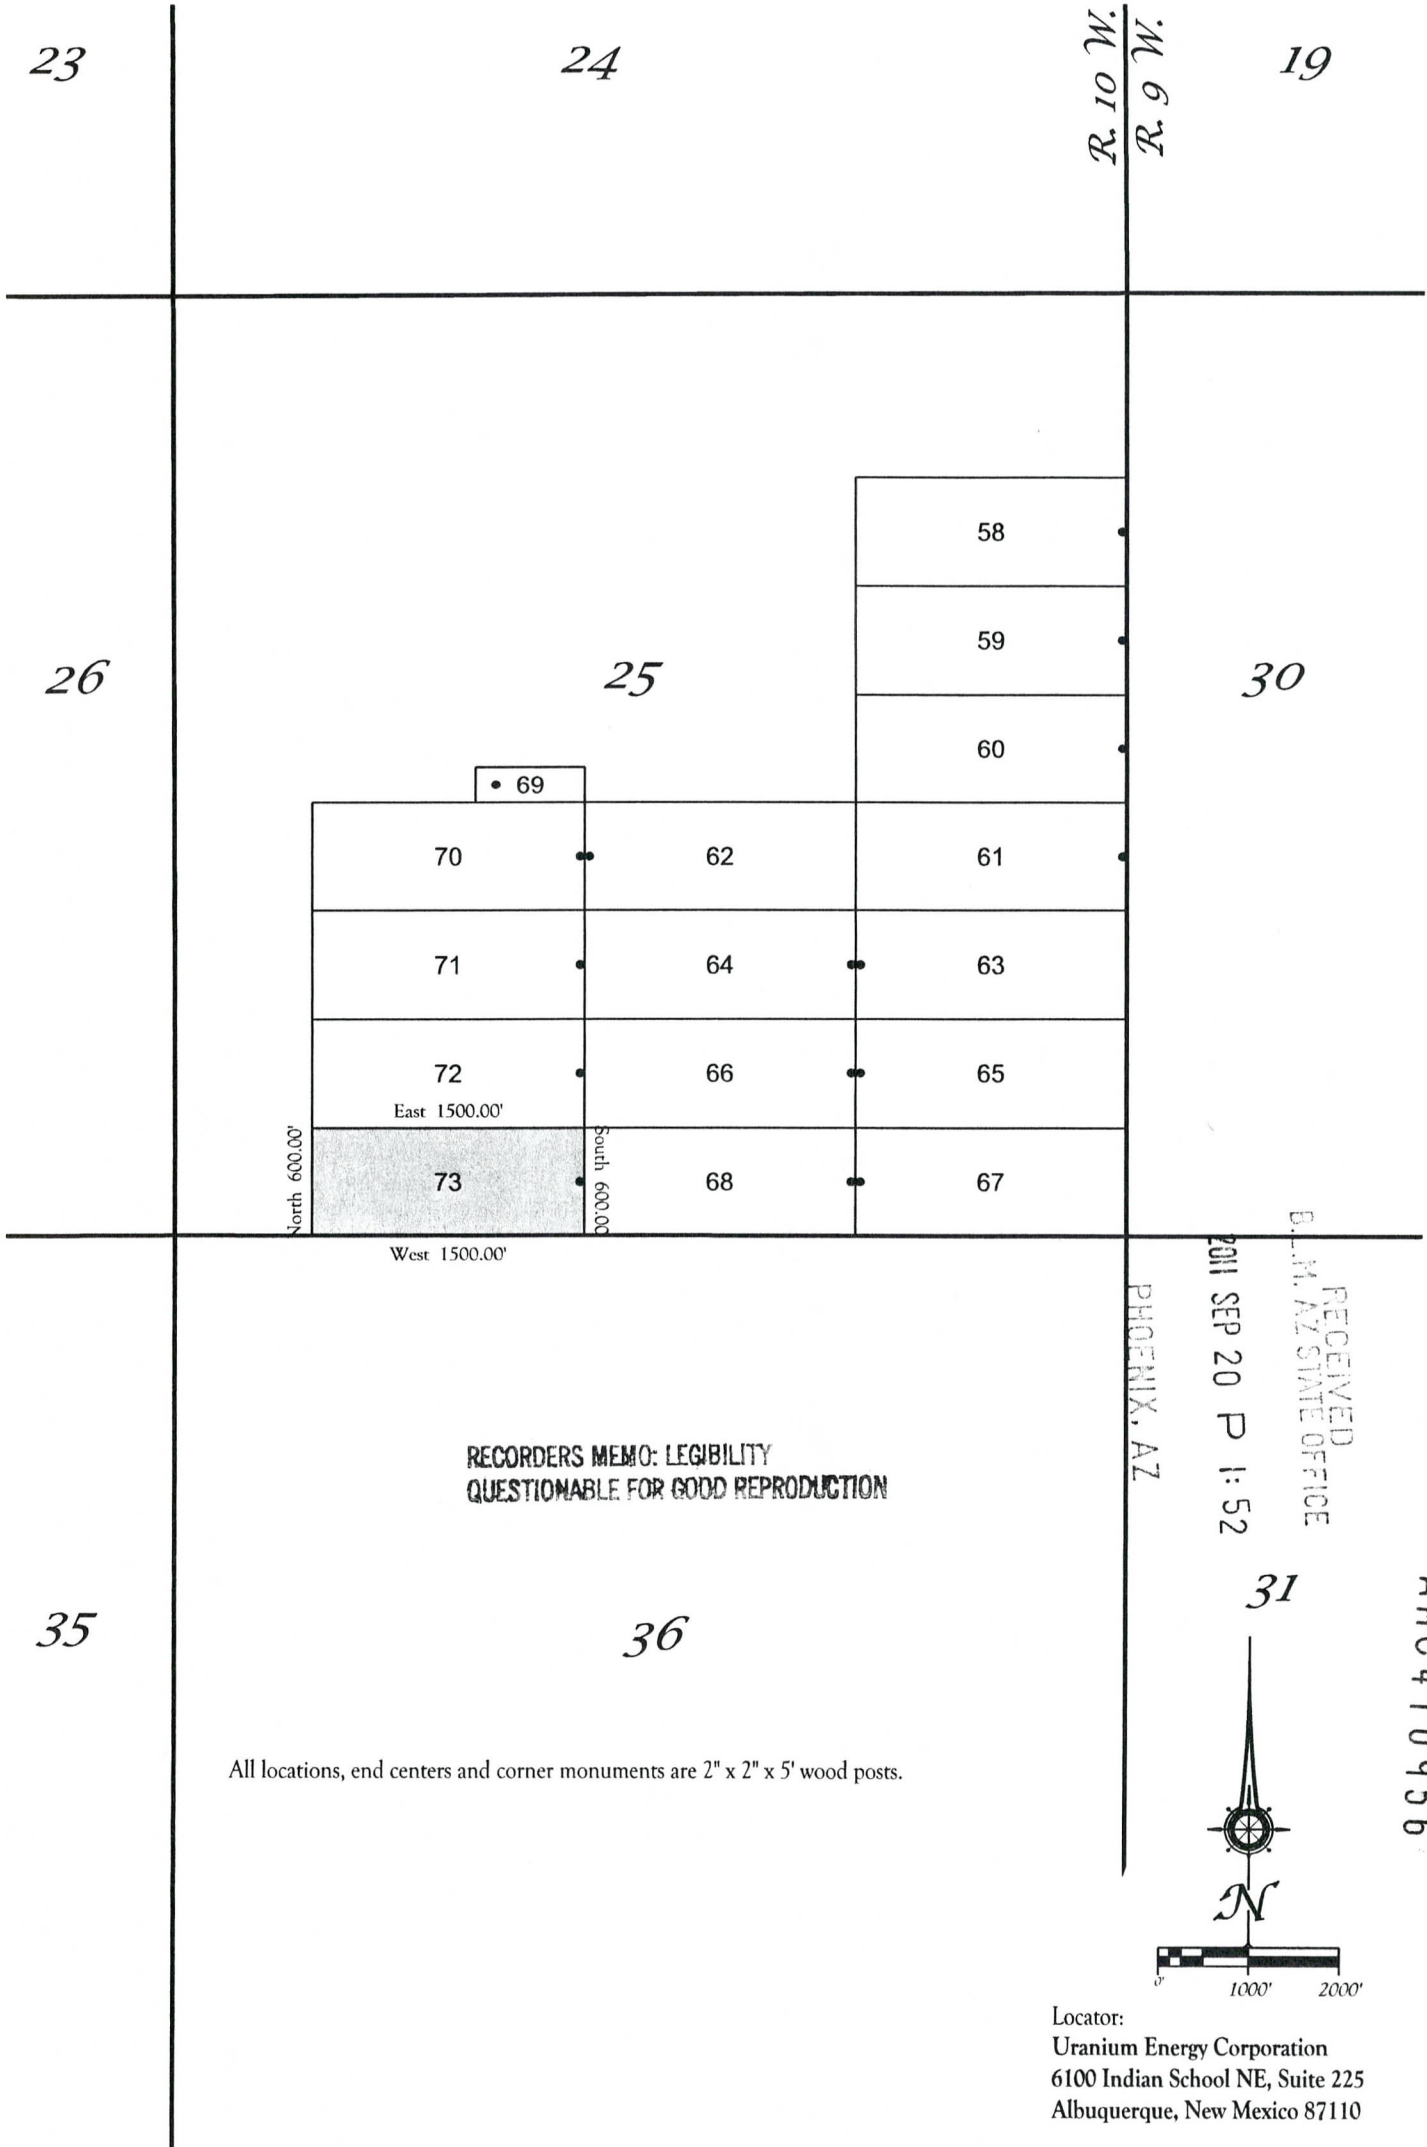 23
24
R. 10 W.
R. 9 W.
19
58
59
26
25
30
60
69
70
62
61
71
64
63
72
66
65
East 1500.00'
North 600.00'
South 600.00
73
68
67
West 1500.00'
RECEIVED
B.L.M. AZ STATE OFFICE
2011 SEP 20 P 1:52
PHOENIX, AZ
RECORDERS MEMO: LEGIBILITY
QUESTIONABLE FOR GOOD REPRODUCTION
31
35
36
All locations, end centers and corner monuments are 2" x 2" x 5' wood posts.
N
0'
1000'
2000'
Locator:
Uranium Energy Corporation
6100 Indian School NE, Suite 225
Albuquerque, New Mexico 87110